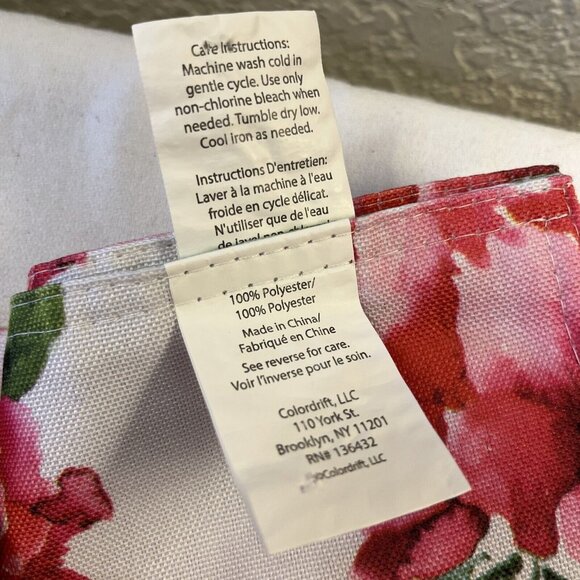 Care Instructions:
Machine wash cold in
gentle cycle. Use only
non-chlorine bleach when
needed. Tumble dry low.
Cool iron as needed.
Instructions D'entretien:
Laver à la machine à l'eau
froide en cycle délicat.
N'utiliser que de l'eau
de javel non
100% Polyester/
100% Polyester
Made in China/
Fabriqué en Chine
See reverse for care.
Voir l'inverse pour le soin.
Colordrift, LLC
110 York St.
Brooklyn, NY 11201
RN# 136432
Colordrift, LLC